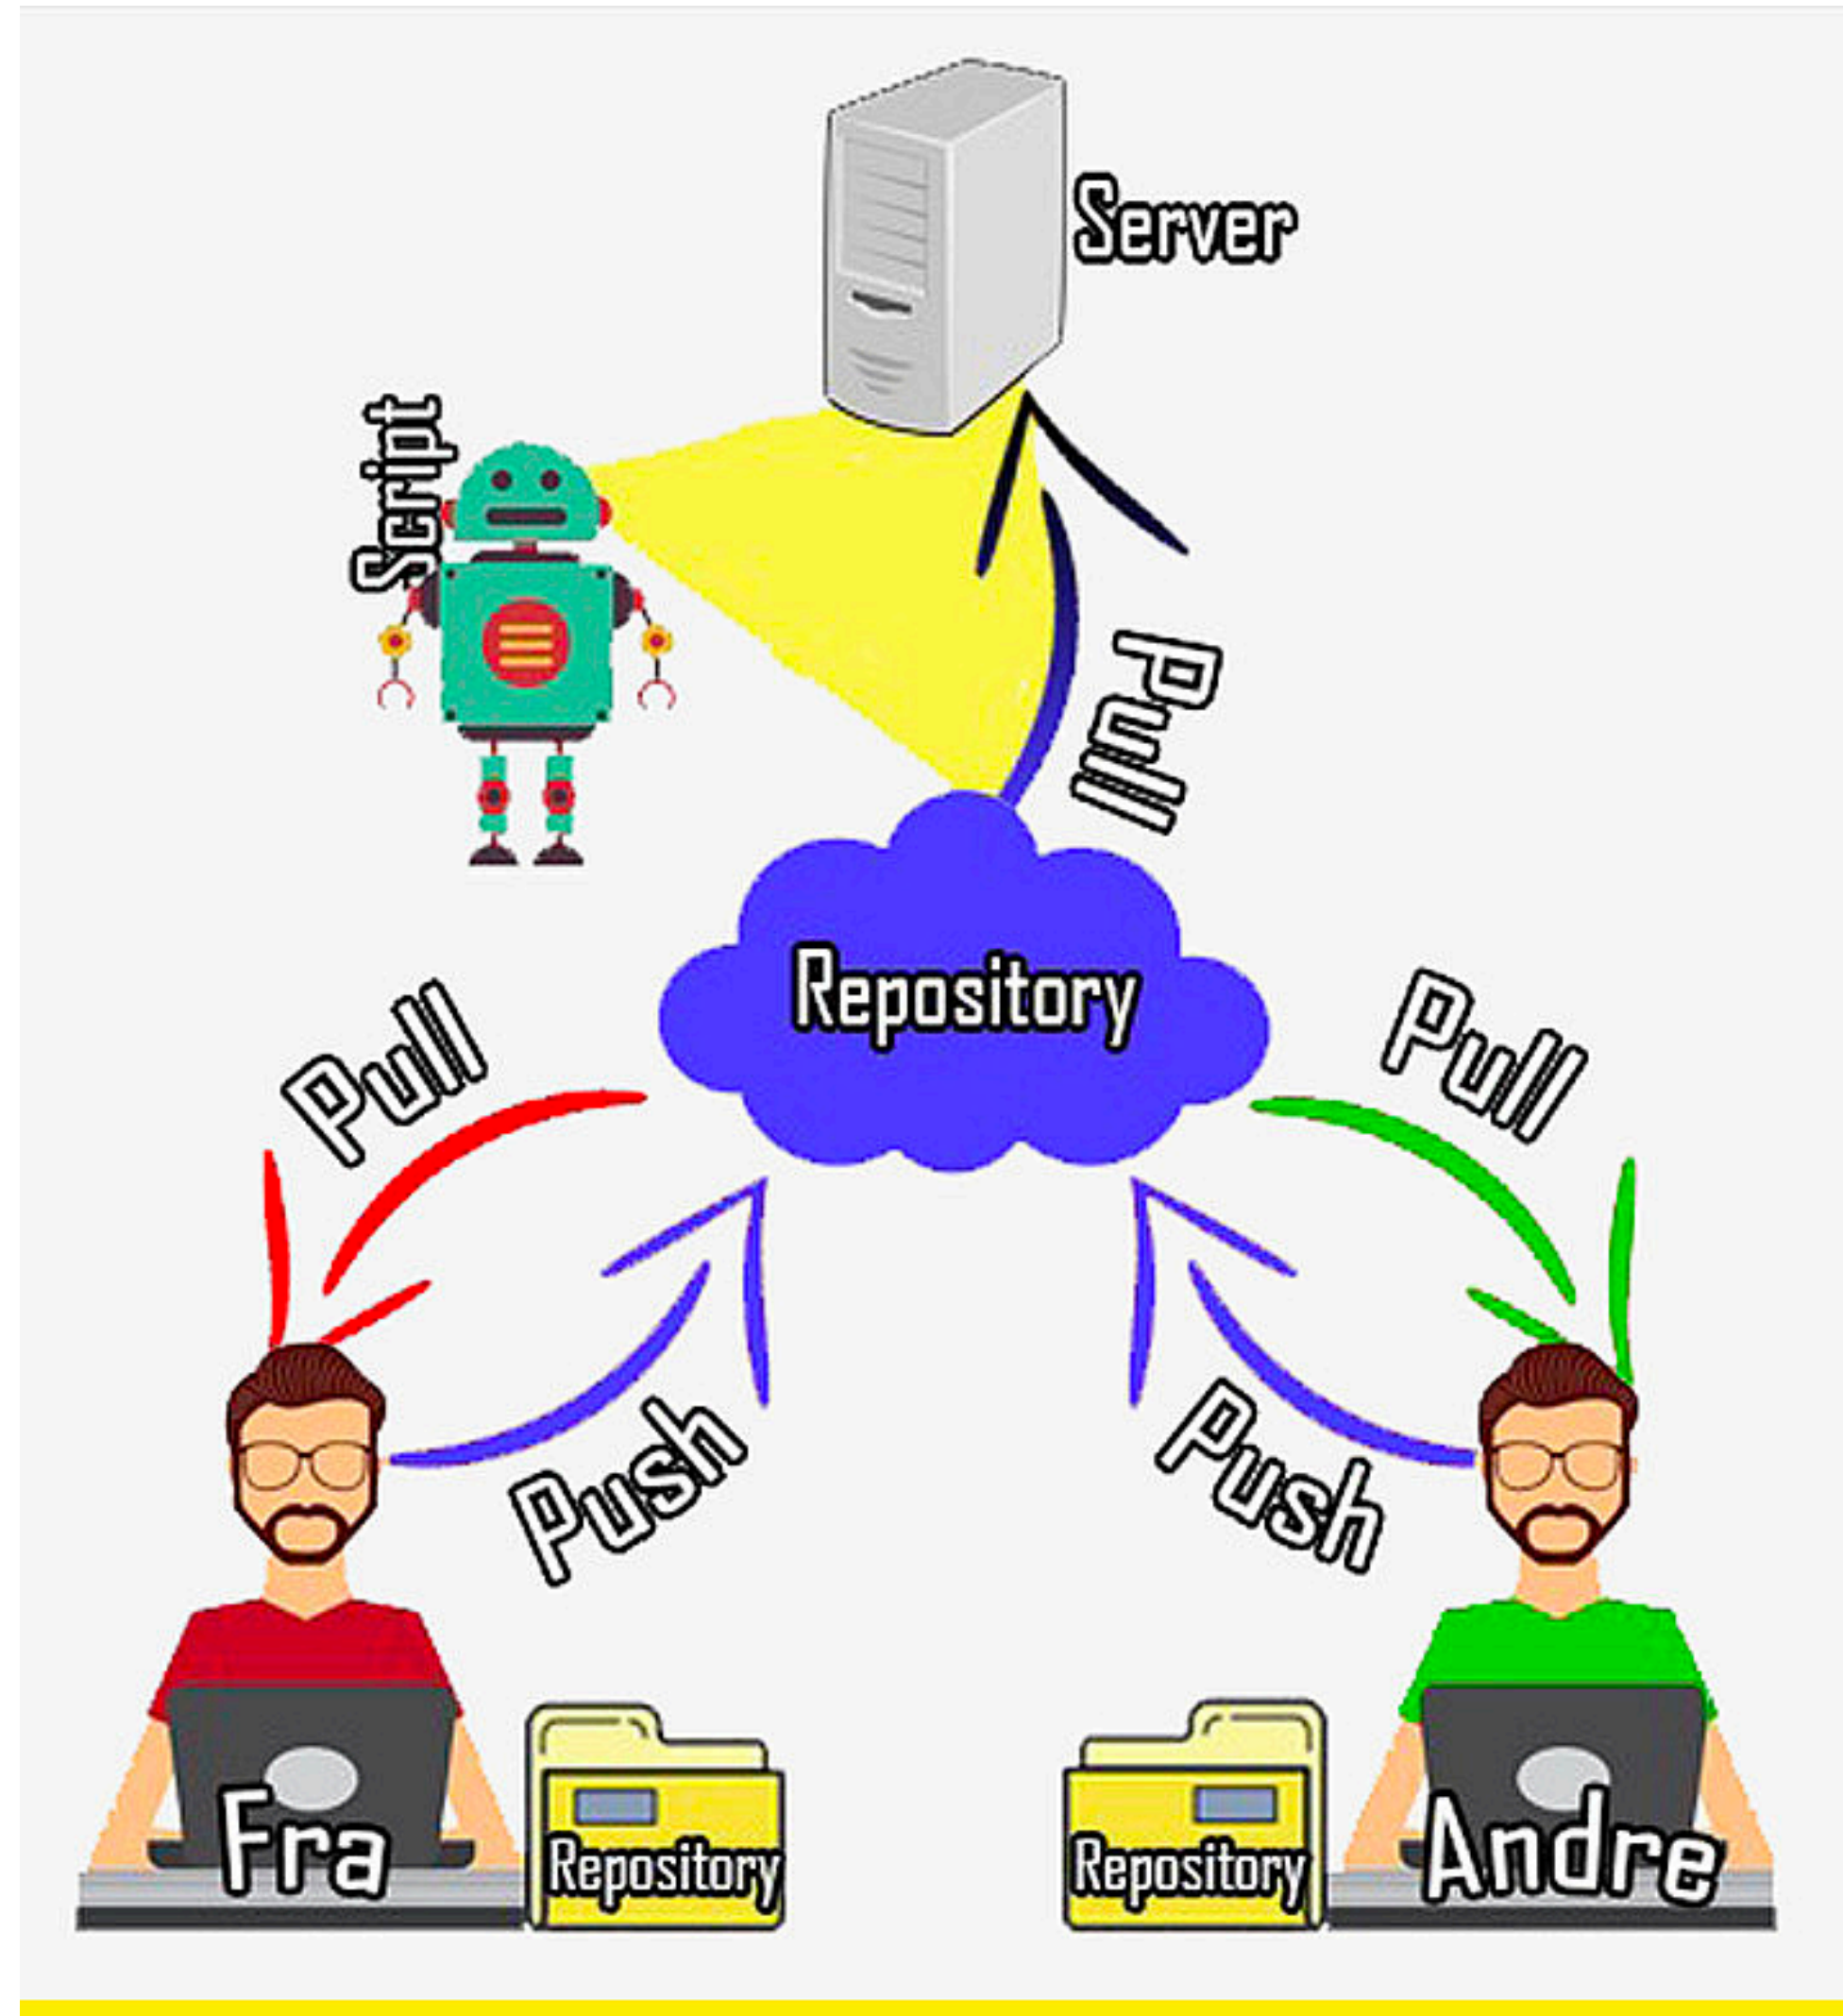 Server
Script
Pull
Repository
Pull
Pull
Push
Push
Fra
Repository
Repository
Andre